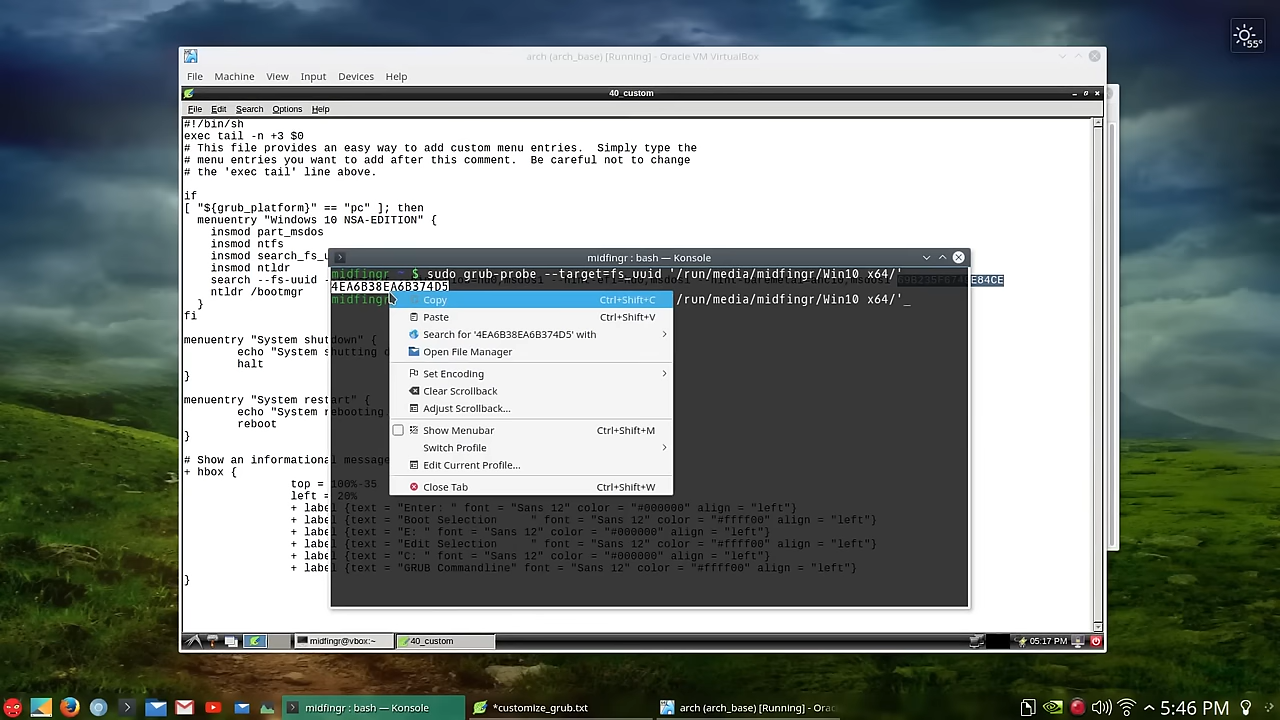 55°
arch (arch_base) [Running] - Oracle VM VirtualBox
File Machine View Input Devices Help
40_custom
File Edit Search Options Help
#!/bin/sh
exec tail -n +3 $0
# This file provides an easy way to add custom menu entries.  Simply type the
# menu entries you want to add after this comment.  Be careful not to change
# the 'exec tail' line above.
if
[ "${grub_platform}" == "pc" ]; then
menuentry "Windows 10 NSA-EDITION" {
insmod part_msdos
insmod ntfs
insmod search_fs_u
insmod ntldr
search --fs-uuid
ntldr /bootmgr
}
fi
menuentry "System shutdown" {
echo "System shutting d
halt
}
menuentry "System restart" {
echo "System rebooting
reboot
}
# Show an informational message
+ hbox {
top = 100%-35
left = 20%
+ label {text = "Enter: " font = "Sans 12" color = "#000000" align = "left"}
+ label {text = "Boot Selection     " font = "Sans 12" color = "#ffff00" align = "left"}
+ label {text = "E: " font = "Sans 12" color = "#000000" align = "left"}
+ label {text = "Edit Selection     " font = "Sans 12" color = "#ffff00" align = "left"}
+ label {text = "C: " font = "Sans 12" color = "#000000" align = "left"}
+ label {text = "GRUB Commandline" font = "Sans 12" color = "#ffff00" align = "left"}
}
midfingr : bash — Konsole
midfingr ~ $ sudo grub-probe --target=fs_uuid '/run/media/midfingr/Win10 x64/'
4EA6B38EA6B374D5
midfingr /run/media/midfingr/Win10 x64/'_
E84CE
Copy Ctrl+Shift+C
Paste Ctrl+Shift+V
Search for '4EA6B38EA6B374D5' with
Open File Manager
Set Encoding
Clear Scrollback
Adjust Scrollback...
Show Menubar Ctrl+Shift+M
Switch Profile
Edit Current Profile...
Close Tab Ctrl+Shift+W
midfingr@vbox:~ 40_custom 05:17 PM
midfingr : bash — Konsole *customize_grub.txt arch (arch_base) [Running] - Orac 5:46 PM